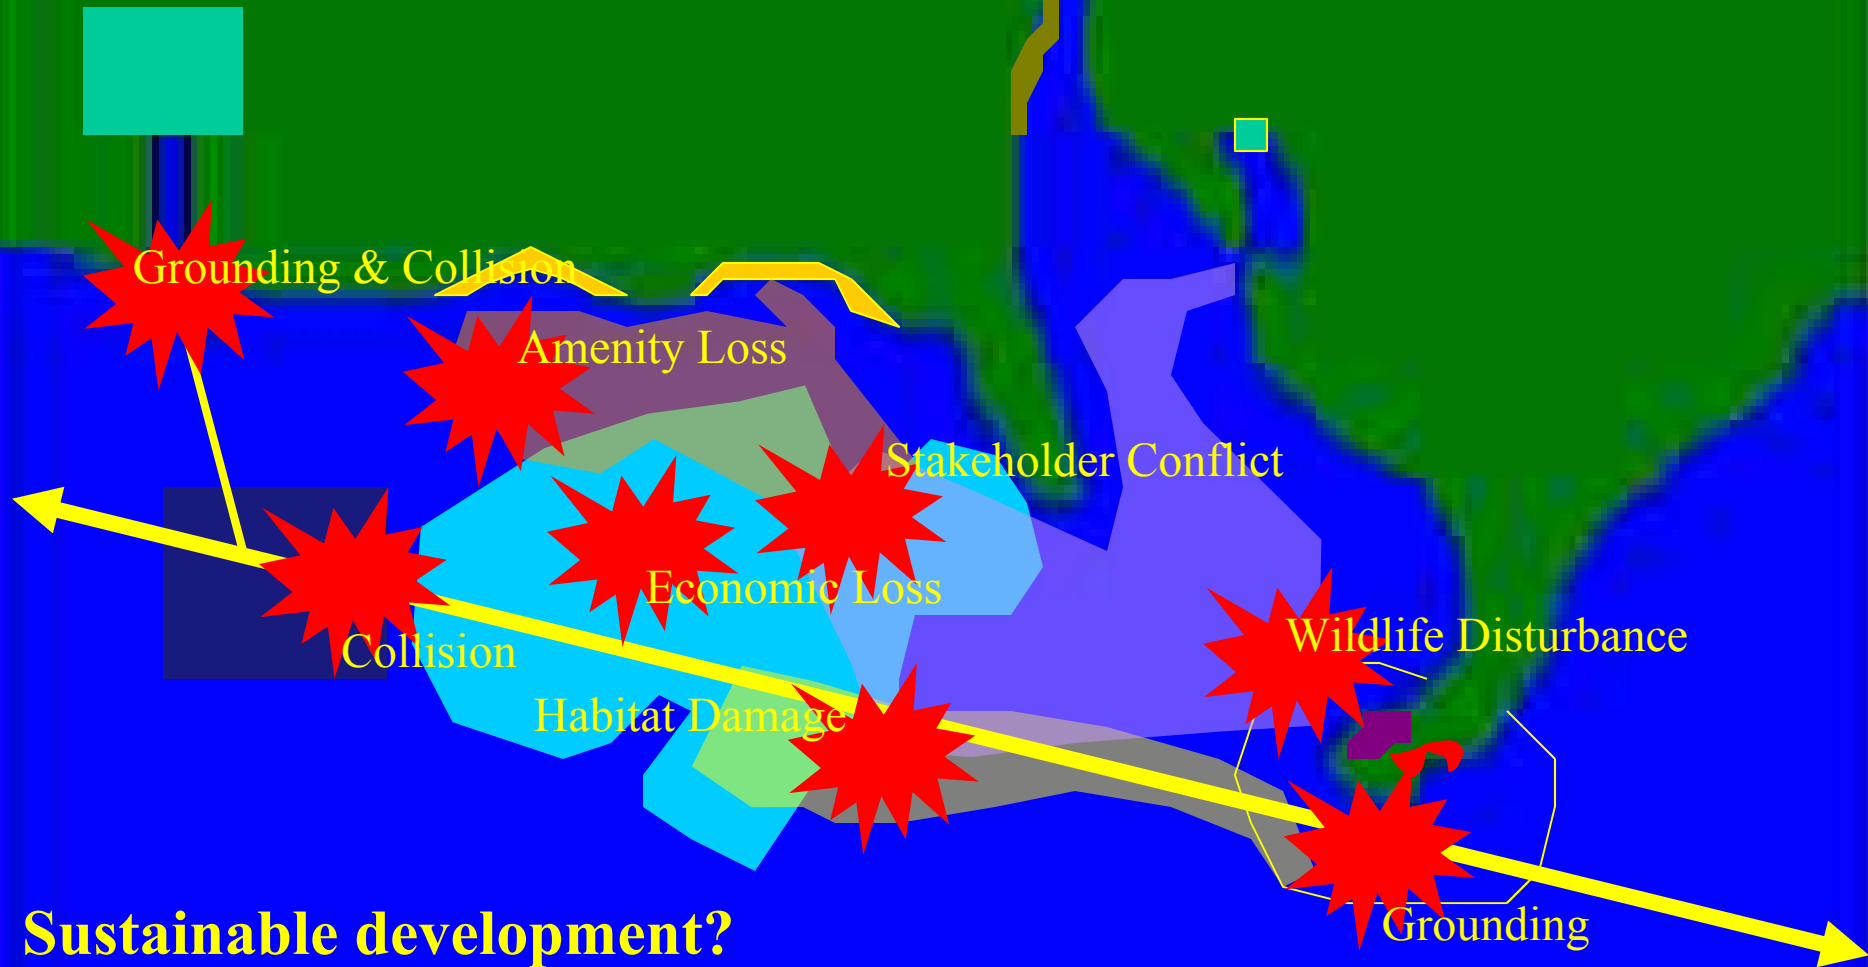 Grounding & Collision
Amenity Loss
Stakeholder Conflict
Economic Loss
Collision
Wildlife Disturbance
Habitat Damage
Grounding
Sustainable development?